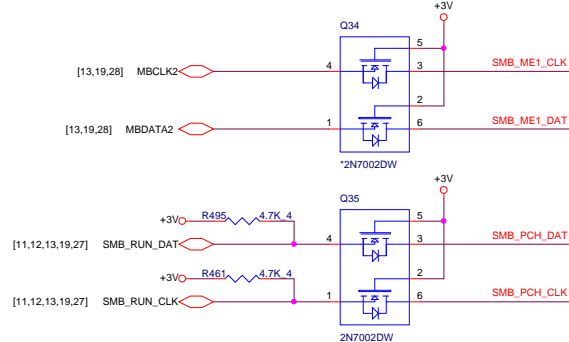 +3V
Q34
5
4
3
SMB_ME1_CLK
[13,19,28] MBCLK2
2
[13,19,28] MBDATA2
1
6
SMB_ME1_DAT
*2N7002DW
+3V
Q35
+3V
R495
4.7K_4
5
4
3
SMB_PCH_DAT
[11,12,13,19,27] SMB_RUN_DAT
+3V
R461
4.7K_4
2
[11,12,13,19,27] SMB_RUN_CLK
1
6
SMB_PCH_CLK
2N7002DW